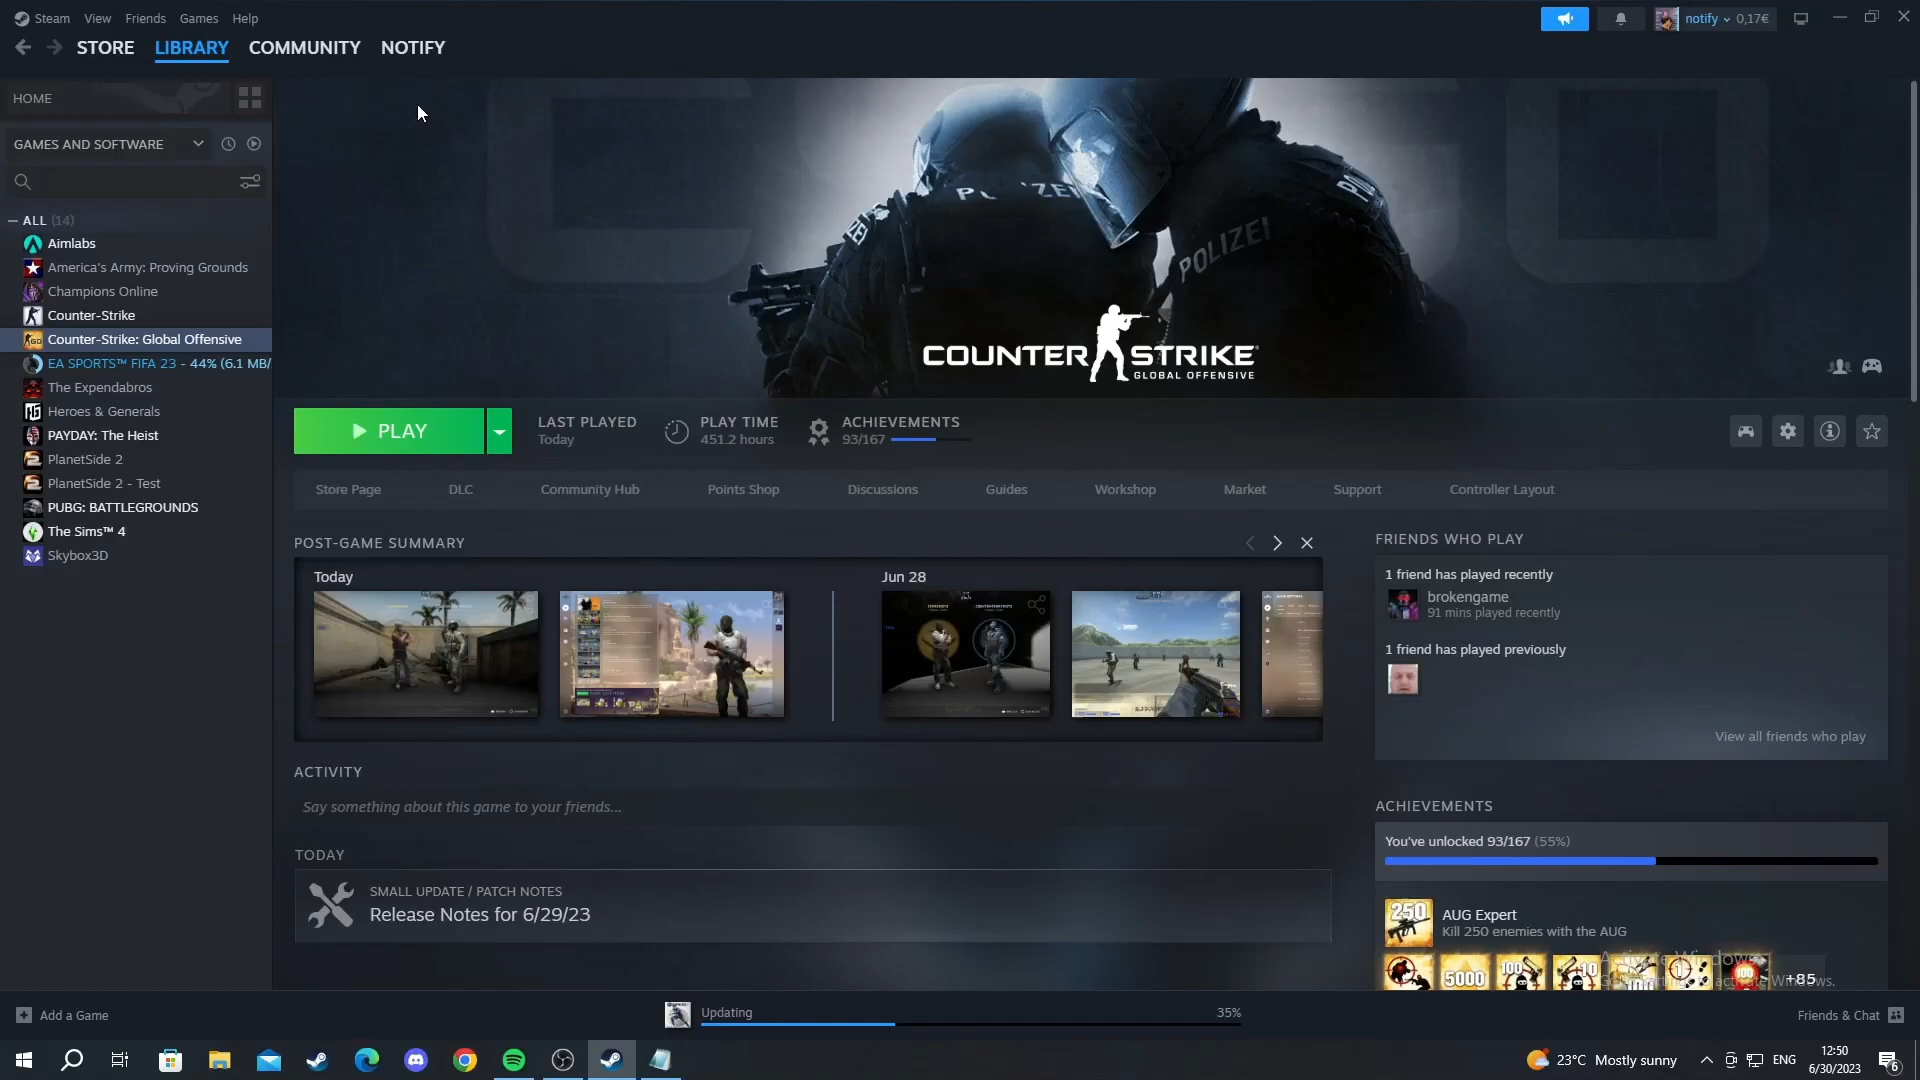 Steam View Friends Games Help
notify 0,17€
STORE LIBRARY COMMUNITY NOTIFY
HOME
GAMES AND SOFTWARE
ALL (14)
Aimlabs
America's Army: Proving Grounds
Champions Online
Counter-Strike
Counter-Strike: Global Offensive
EA SPORTS™ FIFA 23 - 44% (6.1 MB/
The Expendabros
Heroes & Generals
PAYDAY: The Heist
PlanetSide 2
PlanetSide 2 - Test
PUBG: BATTLEGROUNDS
The Sims™ 4
Skybox3D
POLIZEI
COUNTER STRIKE
GLOBAL OFFENSIVE
PLAY
LAST PLAYED
Today
PLAY TIME
451.2 hours
ACHIEVEMENTS
93/167
Store Page DLC Community Hub Points Shop Discussions Guides Workshop Market Support Controller Layout
POST-GAME SUMMARY
Today
Jun 28
ACTIVITY
Say something about this game to your friends...
TODAY
SMALL UPDATE / PATCH NOTES
Release Notes for 6/29/23
FRIENDS WHO PLAY
1 friend has played recently
brokengame
91 mins played recently
1 friend has played previously
View all friends who play
ACHIEVEMENTS
You've unlocked 93/167 (55%)
250
AUG Expert
Kill 250 enemies with the AUG
5000 100 10 100 +85
Activate Windows
Add a Game
Updating 35%
Friends & Chat
23°C Mostly sunny
ENG
12:50
6/30/2023
6